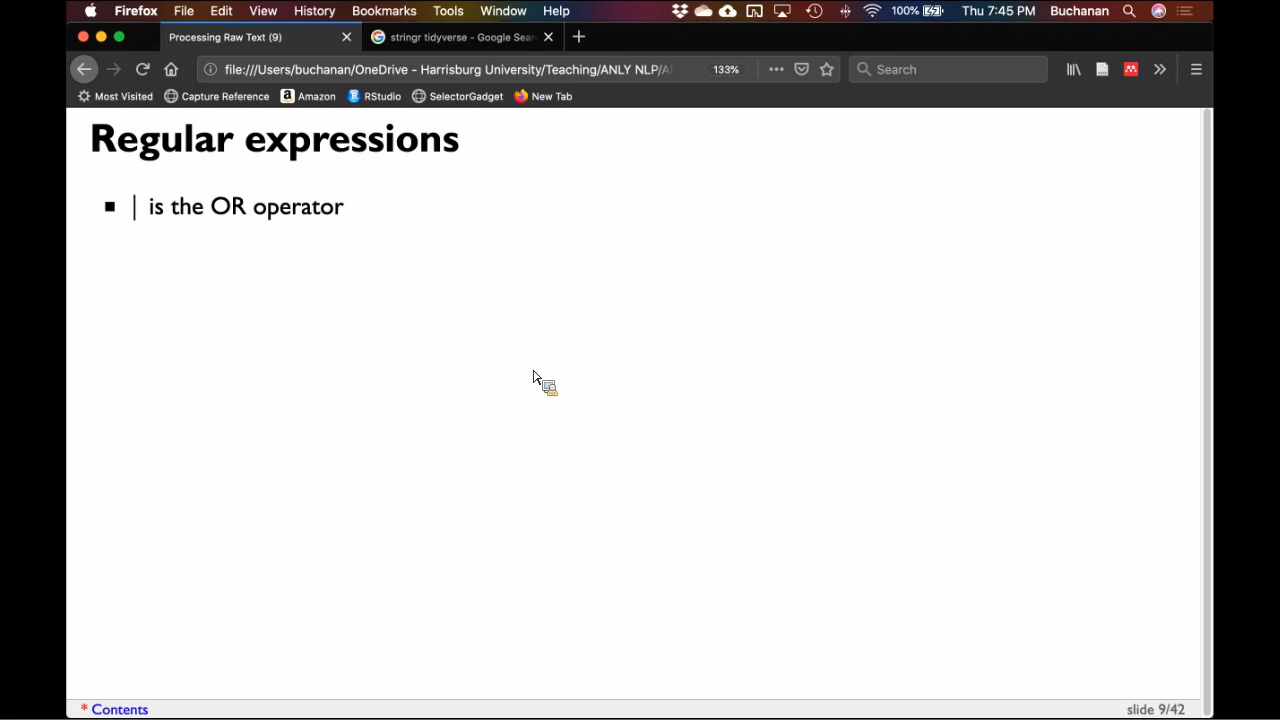 Firefox File Edit View History Bookmarks Tools Window Help 100% Thu 7:45 PM Buchanan
Processing Raw Text (9) stringr tidyverse - Google Sear
file:///Users/buchanan/OneDrive - Harrisburg University/Teaching/ANLY NLP/A 133% Search
Most Visited Capture Reference Amazon RStudio SelectorGadget New Tab
Regular expressions
▪ | is the OR operator
* Contents slide 9/42